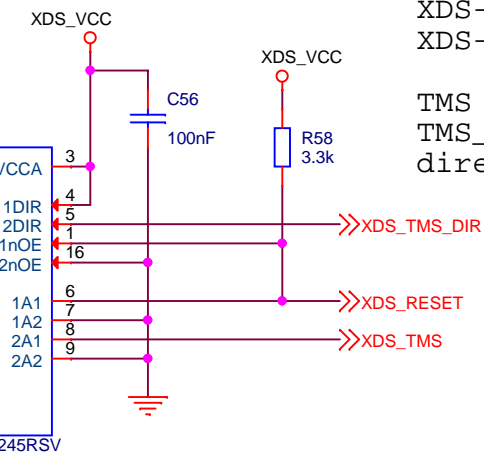 XDS-
XDS_VCC
XDS-
XDS_VCC
C56
TMS
100nF
R58
TMS_
3.3k
dire
3
VCCA
4
1DIR
5
2DIR
XDS_TMS_DIR
1
1nOE
16
2nOE
6
1A1
XDS_RESET
7
1A2
8
2A1
XDS_TMS
9
2A2
245RSV